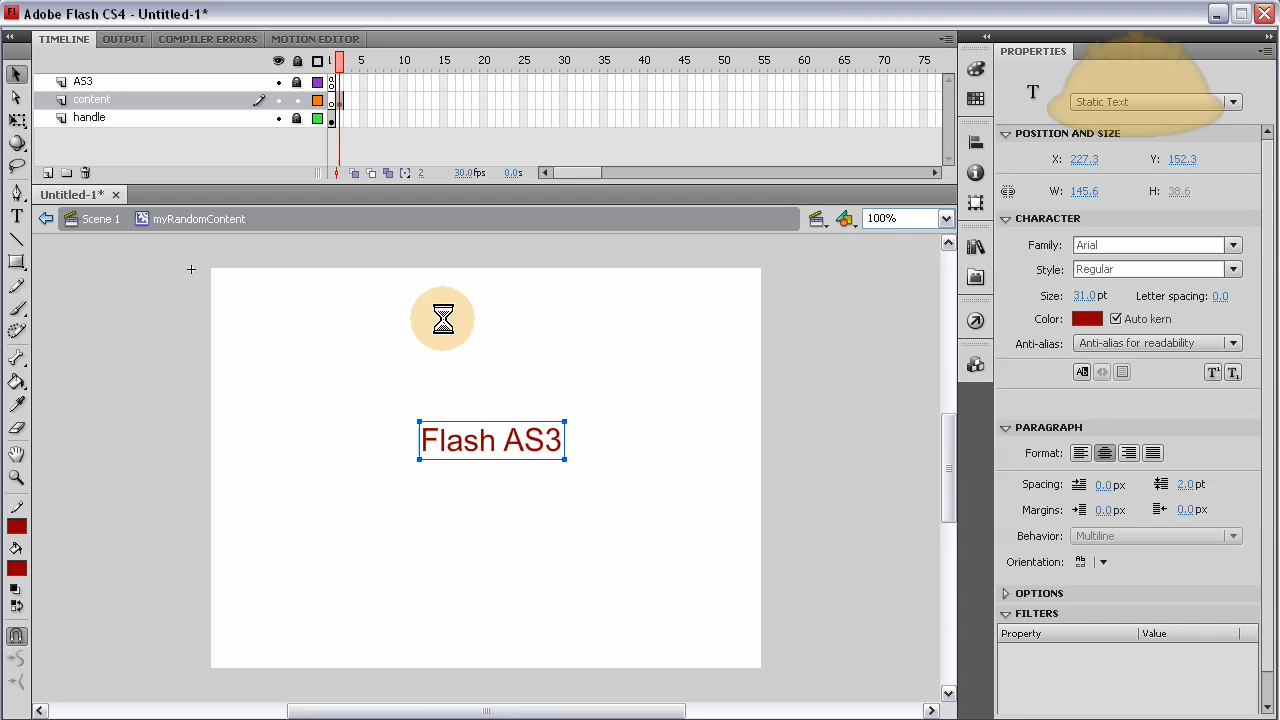 Adobe Flash CS4 - Untitled-1*
TIMELINE OUTPUT COMPILER ERRORS MOTION EDITOR
5 10 15 20 25 30 35 40 45 50 55 60 65 70 75
AS3
content
handle
2 30.0fps 0.0s
Untitled-1*
Scene 1 myRandomContent 100%
Flash AS3
PROPERTIES
T Static Text
POSITION AND SIZE
X: 227.3 Y: 152.3
W: 145.6 H: 38.6
CHARACTER
Family: Arial
Style: Regular
Size: 31.0 pt Letter spacing: 0.0
Color: Auto kern
Anti-alias: Anti-alias for readability
PARAGRAPH
Format:
Spacing: 0.0 px 2.0 pt
Margins: 0.0 px 0.0 px
Behavior: Multiline
Orientation:
OPTIONS
FILTERS
Property Value